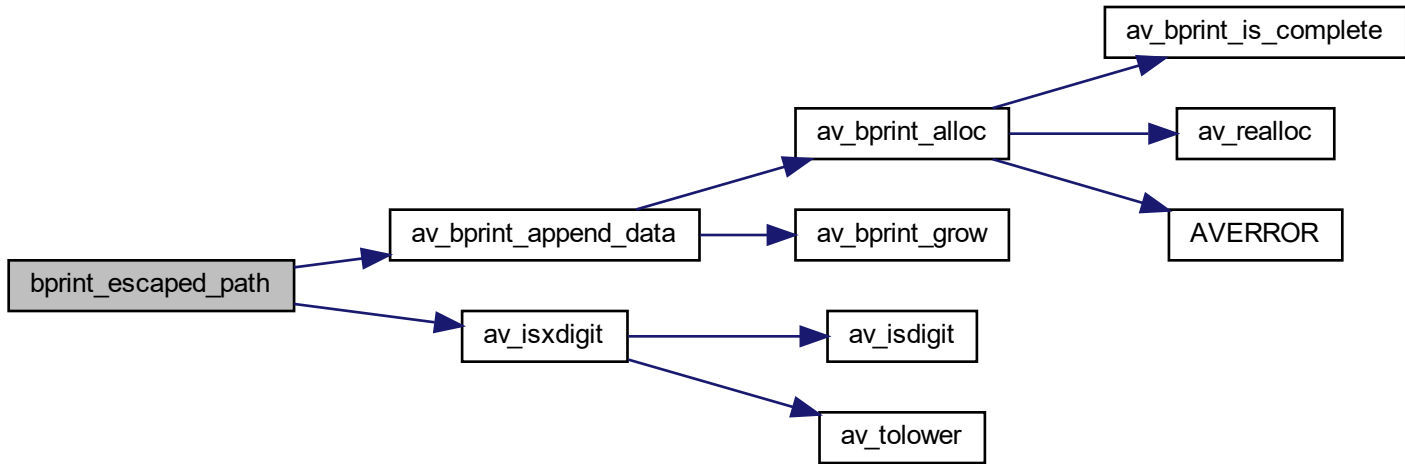 av_bprint_is_complete
av_bprint_alloc
av_realloc
av_bprint_append_data
av_bprint_grow
AVERROR
bprint_escaped_path
av_isxdigit
av_isdigit
av_tolower